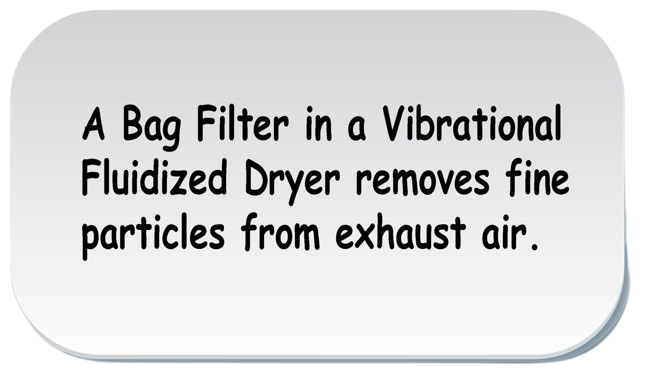 A Bag Filter in a Vibrational
Fluidized Dryer removes fine
particles from exhaust air.